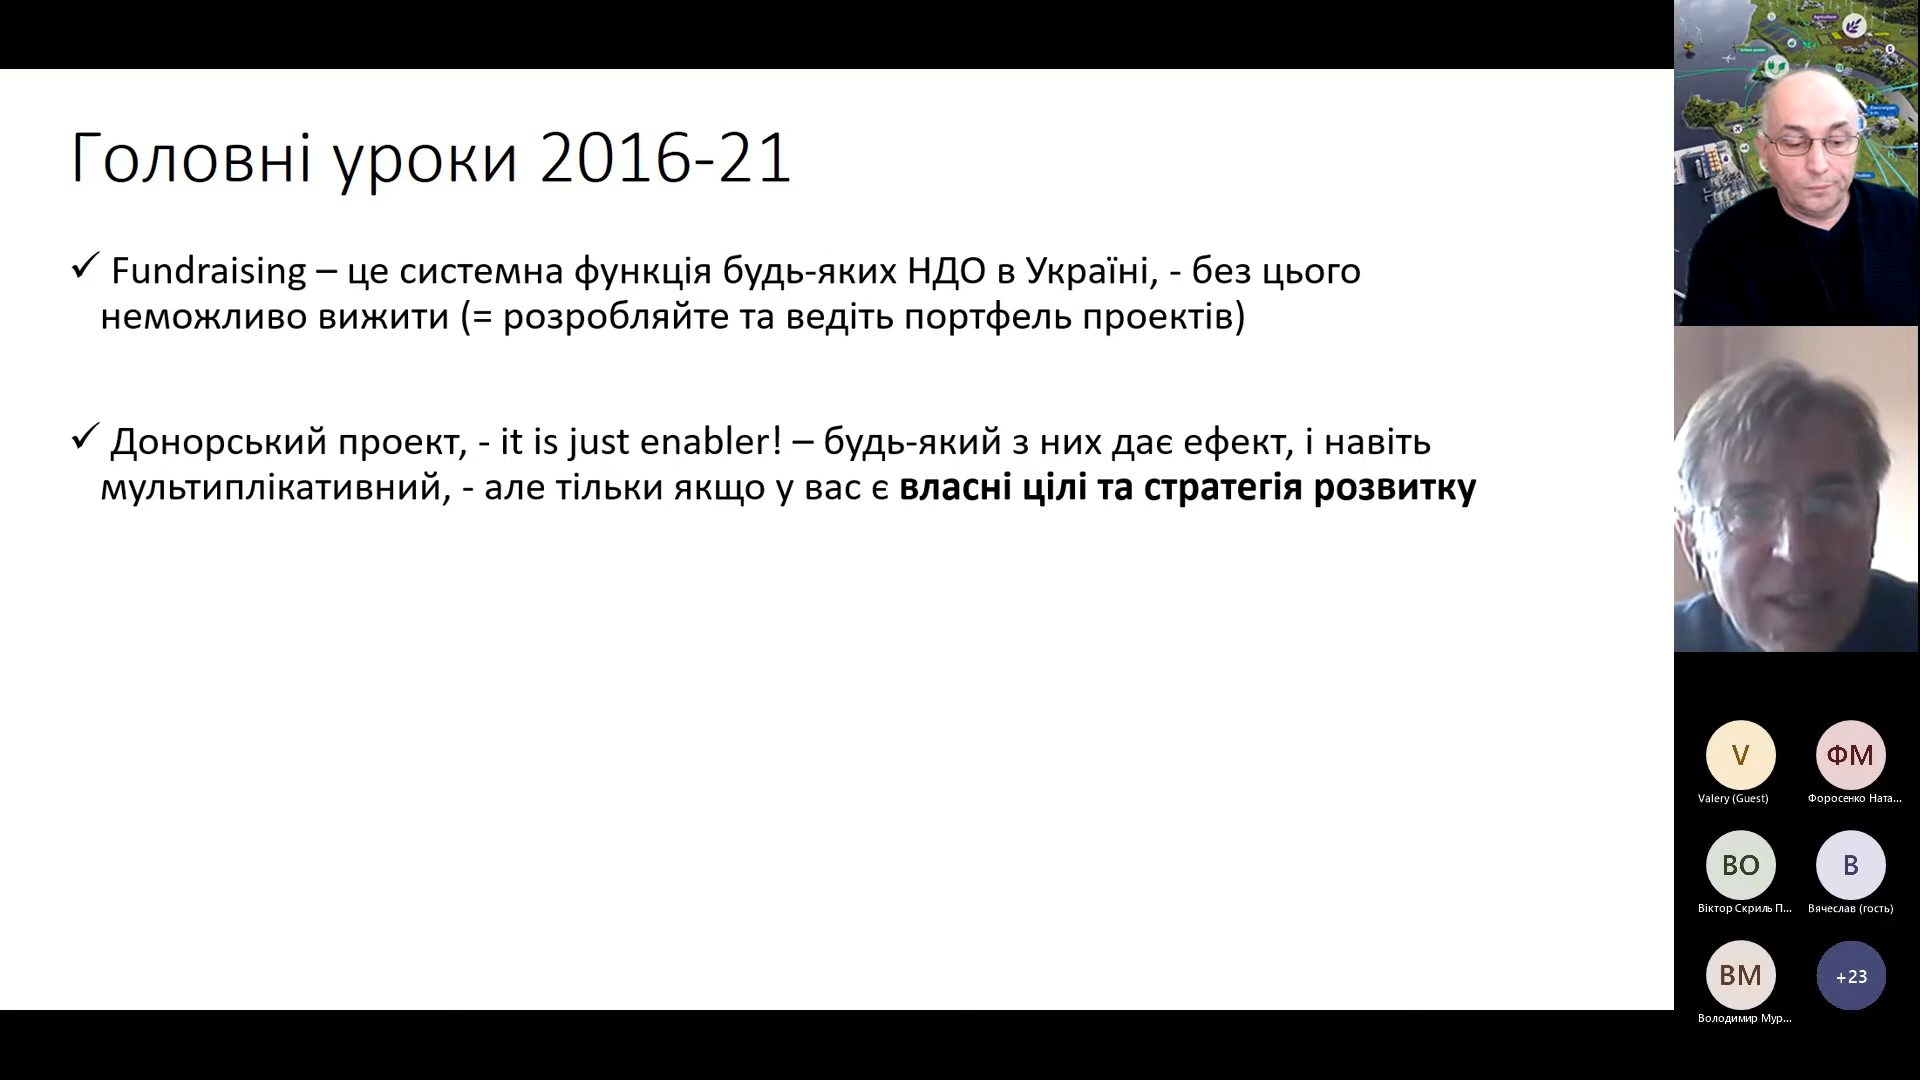 Головні уроки 2016-21
✓ Fundraising – це системна функція будь-яких НДО в Україні, - без цього
неможливо вижити (= розробляйте та ведіть портфель проектів)
✓ Донорський проект, - it is just enabler! – будь-який з них дає ефект, і навіть
мультиплікативний, - але тільки якщо у вас є власні цілі та стратегія розвитку
V
ФМ
Valery (Guest)
Форосенко Ната...
ВО
В
Віктор Скриль П...
Вячеслав (гость)
ВМ
+23
Володимир Мур...